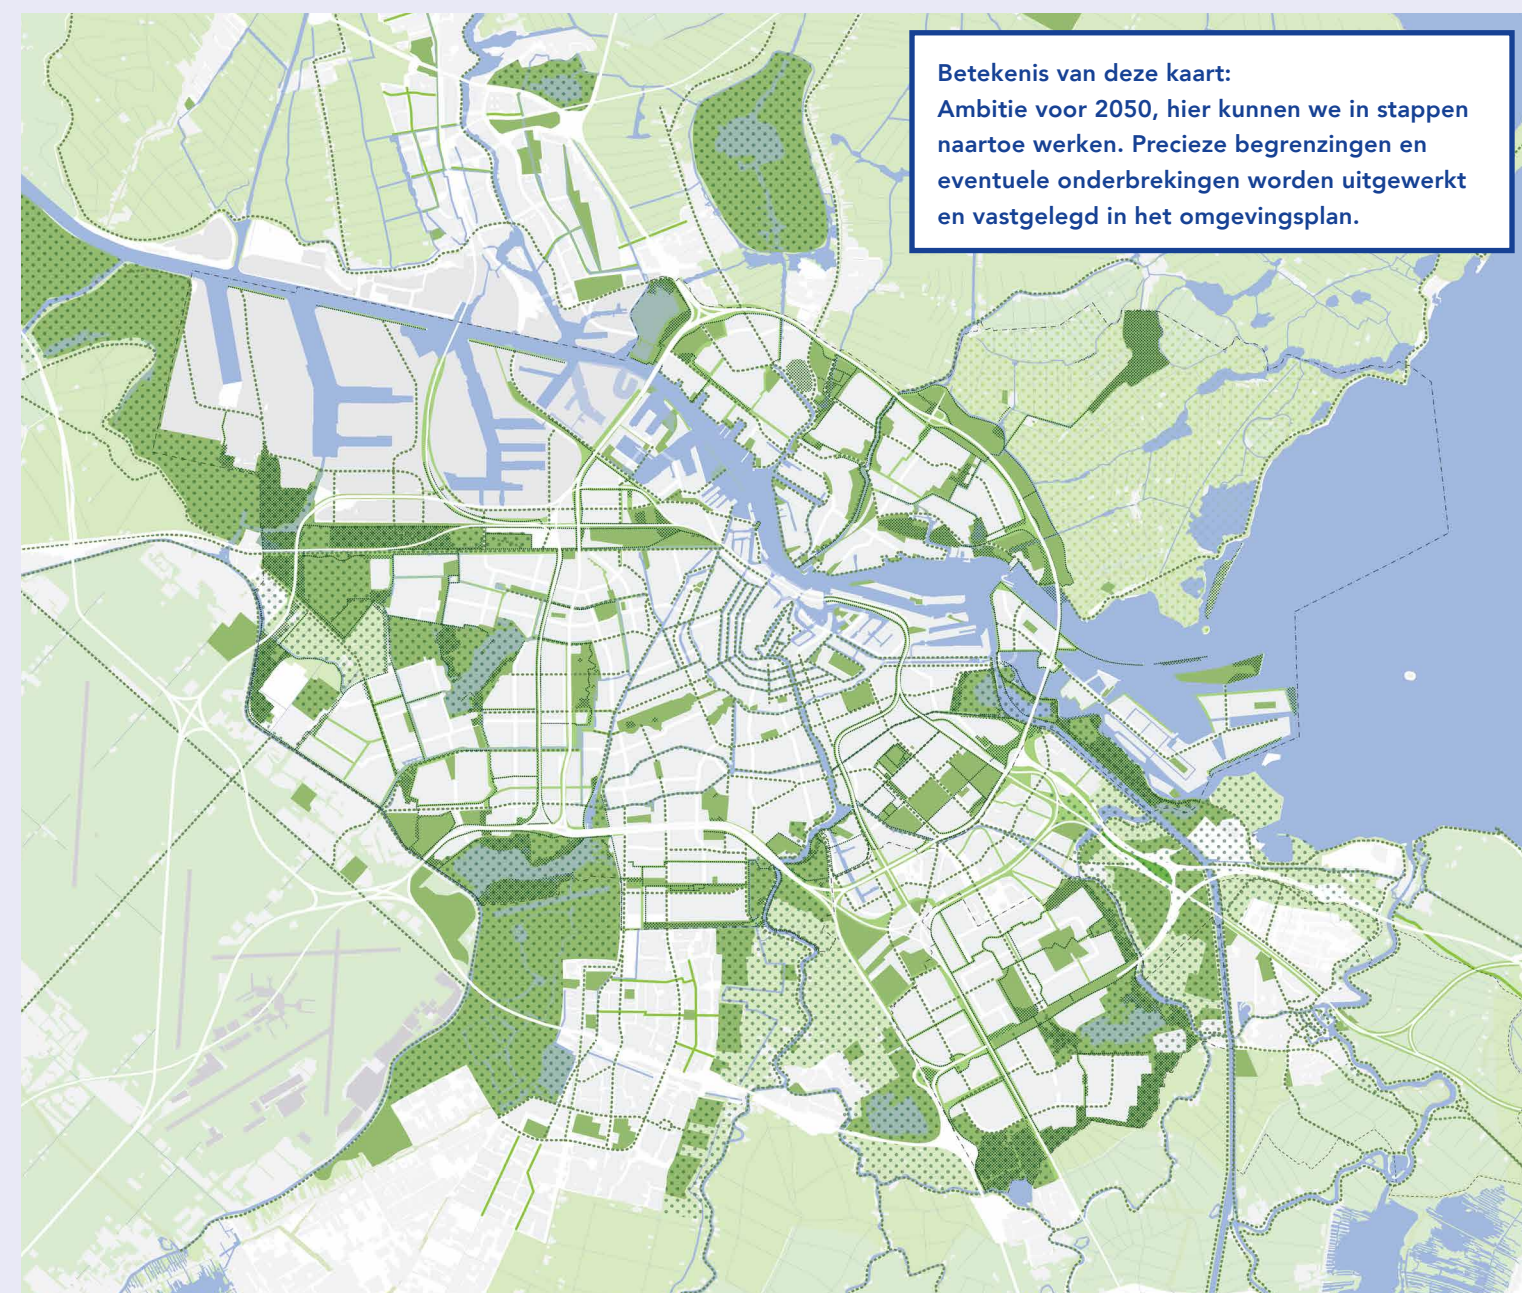 Betekenis van deze kaart:
Ambitie voor 2050, hier kunnen we in stappen
naartoe werken. Precieze begrenzingen en
eventuele onderbrekingen worden uitgewerkt
en vastgelegd in het omgevingsplan.